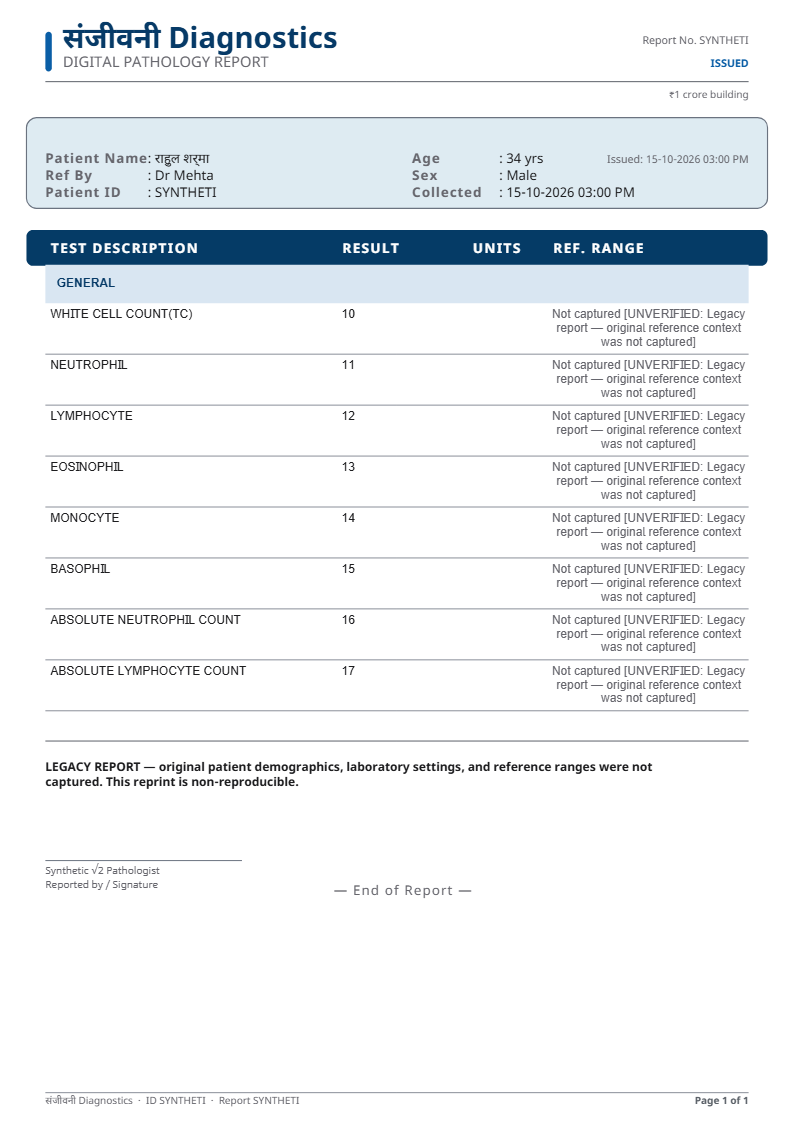 संजीवनी Diagnostics
DIGITAL PATHOLOGY REPORT
Report No. SYNTHETI
ISSUED
₹1 crore building
Patient Name: राहुल शर्मा
Age : 34 yrs
Issued: 15-10-2026 03:00 PM
Ref By : Dr Mehta
Sex : Male
Patient ID : SYNTHETI
Collected : 15-10-2026 03:00 PM
TEST DESCRIPTION RESULT UNITS REF. RANGE
GENERAL
WHITE CELL COUNT(TC) 10 Not captured [UNVERIFIED: Legacy
report — original reference context
was not captured]
NEUTROPHIL 11 Not captured [UNVERIFIED: Legacy
report — original reference context
was not captured]
LYMPHOCYTE 12 Not captured [UNVERIFIED: Legacy
report — original reference context
was not captured]
EOSINOPHIL 13 Not captured [UNVERIFIED: Legacy
report — original reference context
was not captured]
MONOCYTE 14 Not captured [UNVERIFIED: Legacy
report — original reference context
was not captured]
BASOPHIL 15 Not captured [UNVERIFIED: Legacy
report — original reference context
was not captured]
ABSOLUTE NEUTROPHIL COUNT 16 Not captured [UNVERIFIED: Legacy
report — original reference context
was not captured]
ABSOLUTE LYMPHOCYTE COUNT 17 Not captured [UNVERIFIED: Legacy
report — original reference context
was not captured]
LEGACY REPORT — original patient demographics, laboratory settings, and reference ranges were not
captured. This reprint is non-reproducible.
Synthetic √2 Pathologist
Reported by / Signature
— End of Report —
संजीवनी Diagnostics · ID SYNTHETI · Report SYNTHETI
Page 1 of 1